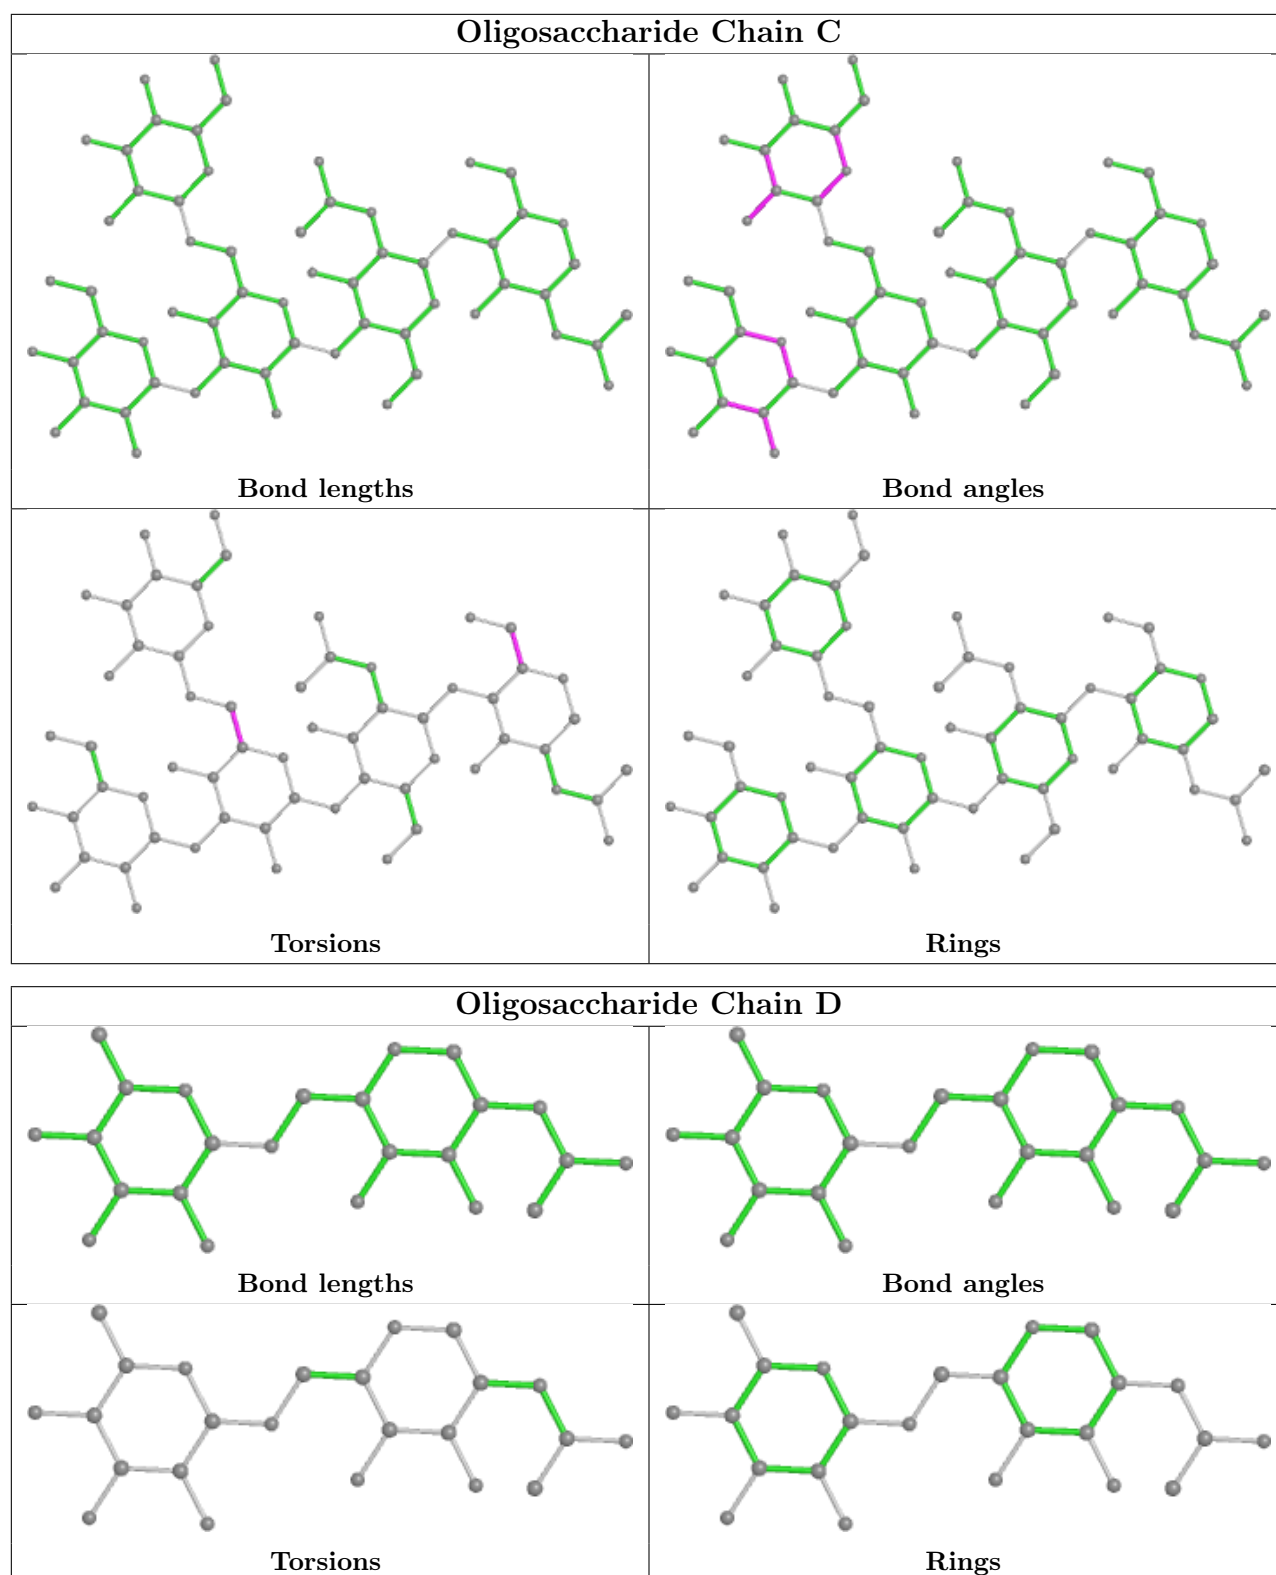 Oligosaccharide Chain C
Bond lengths
Bond angles
Torsions
Rings
Oligosaccharide Chain D
Bond lengths
Bond angles
Torsions
Rings